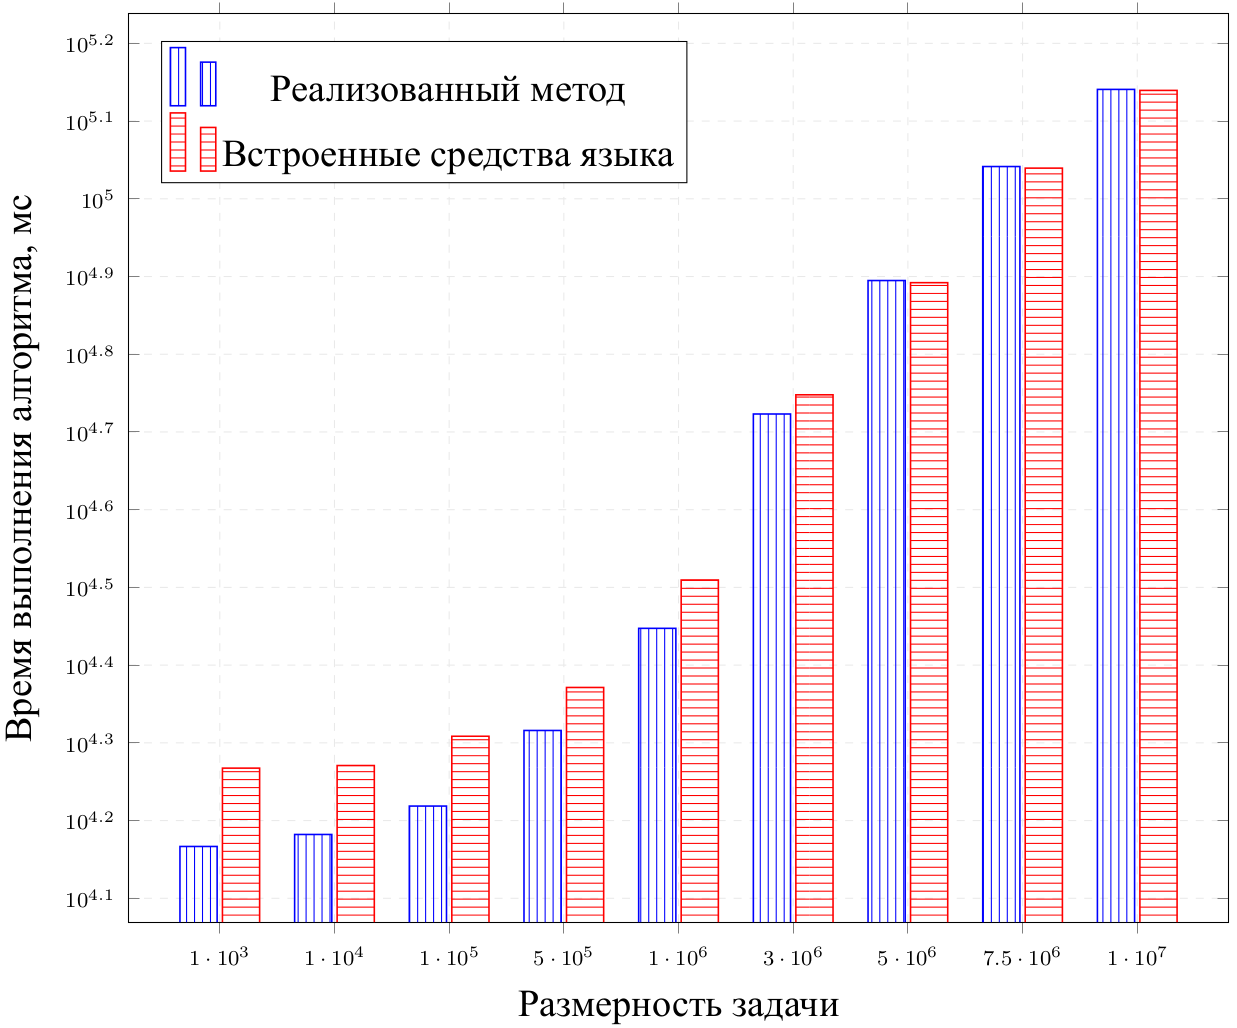 10^5.2
10^5.1
10^5
10^4.9
10^4.8
10^4.7
10^4.6
10^4.5
10^4.4
10^4.3
10^4.2
10^4.1
Время выполнения алгоритма, мс
Реализованный метод
Встроенные средства языка
1 · 10^3
1 · 10^4
1 · 10^5
5 · 10^5
1 · 10^6
3 · 10^6
5 · 10^6
7.5 · 10^6
1 · 10^7
Размерность задачи